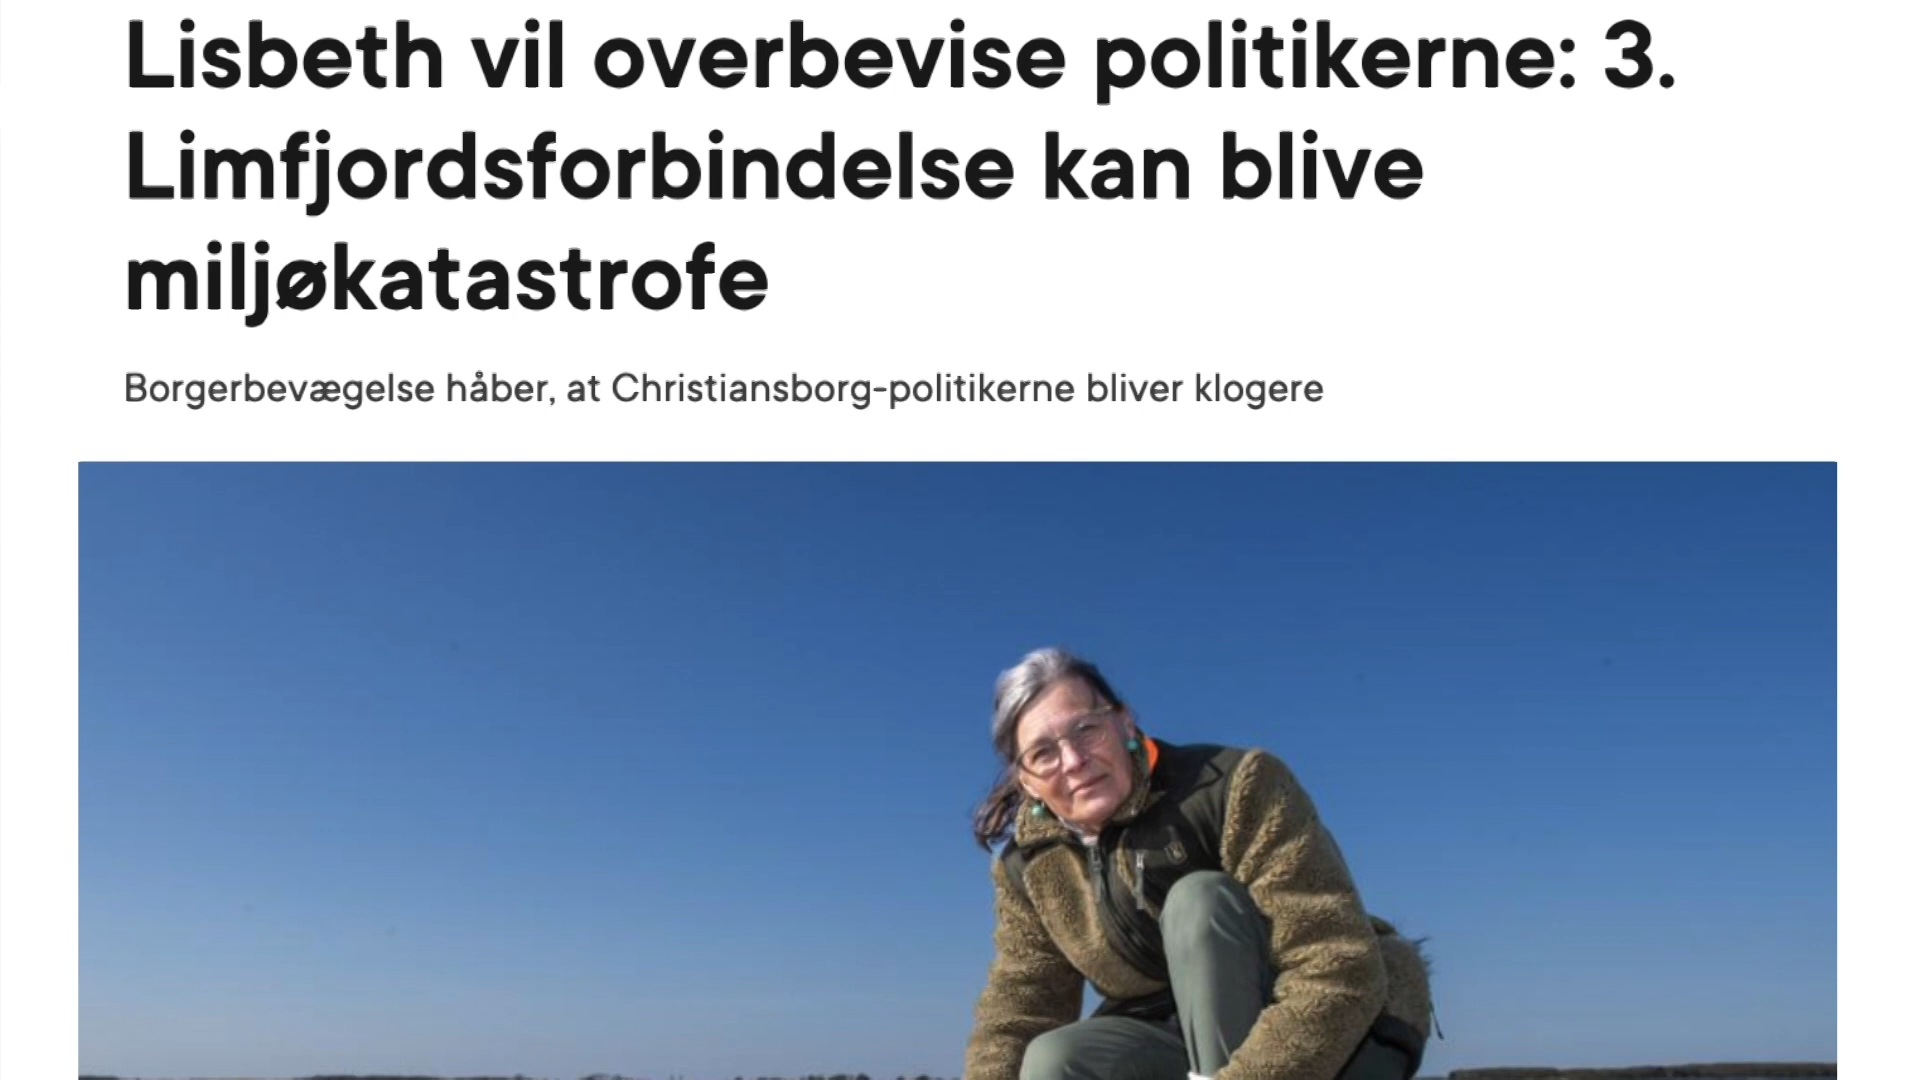 Lisbeth vil overbevise politikerne: 3.
Limfjordsforbindelse kan blive
miljøkatastrofe
Borgerbevægelse håber, at Christiansborg-politikerne bliver klogere